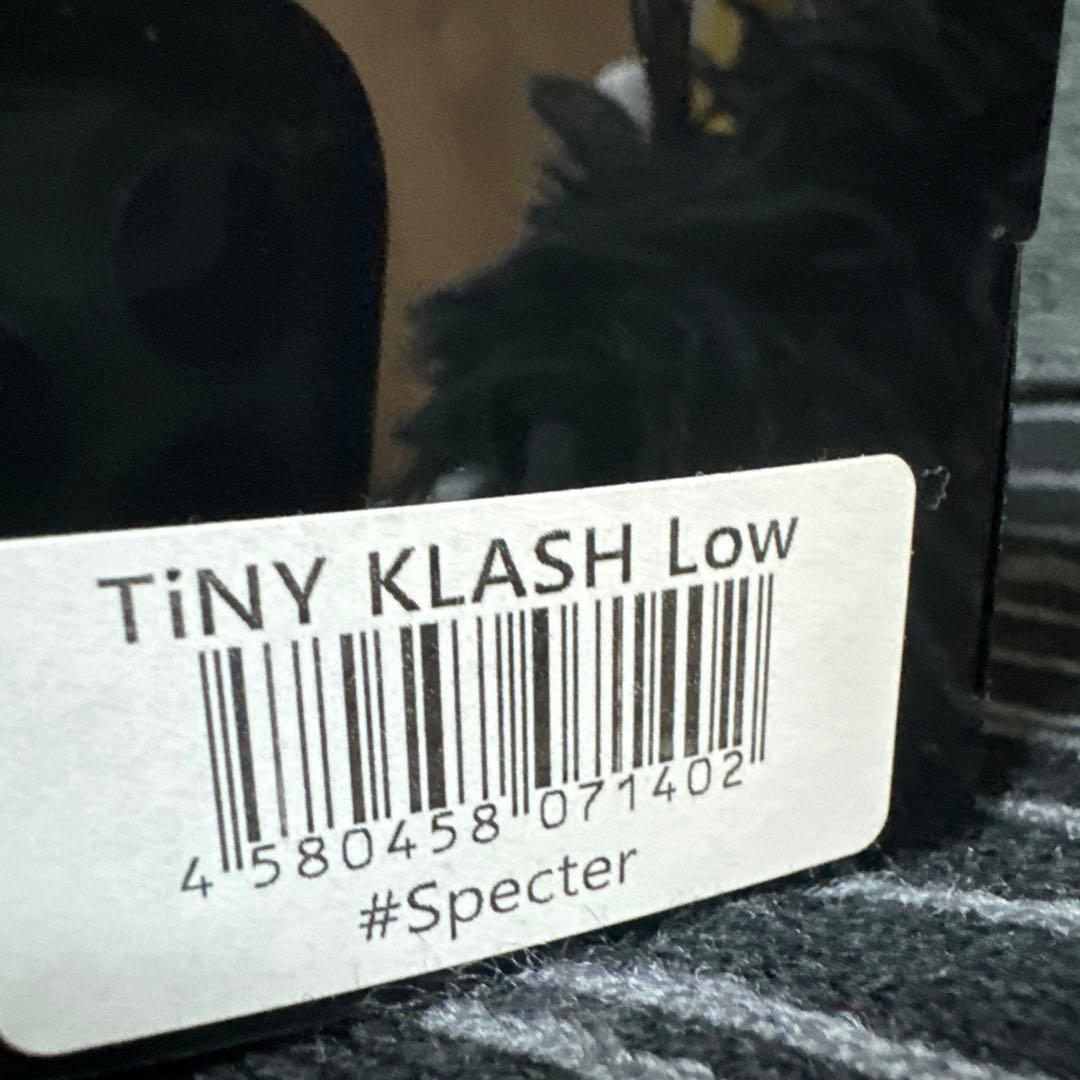 TiNY KLASH Low
4 580458 071402
#Specter